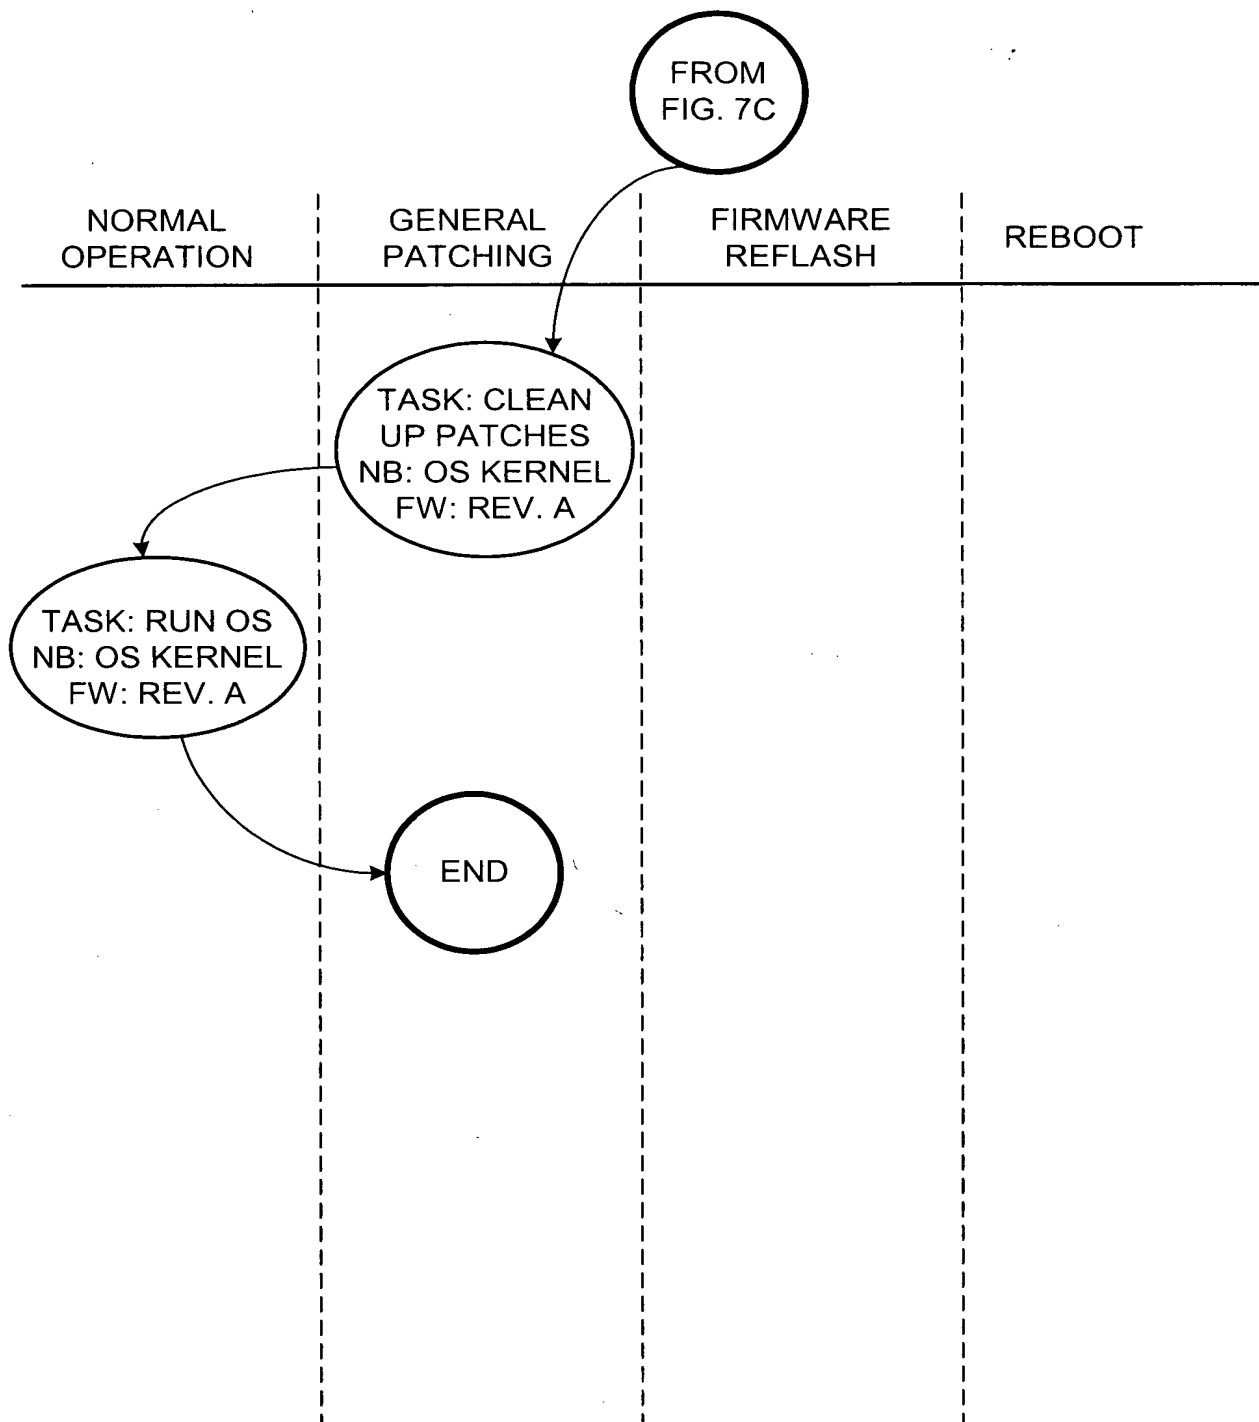 FROM
FIG. 7C
NORMAL
OPERATION
GENERAL
PATCHING
FIRMWARE
REFLASH
REBOOT
TASK: CLEAN
UP PATCHES
NB: OS KERNEL
FW: REV. A
TASK: RUN OS
NB: OS KERNEL
FW: REV. A
END